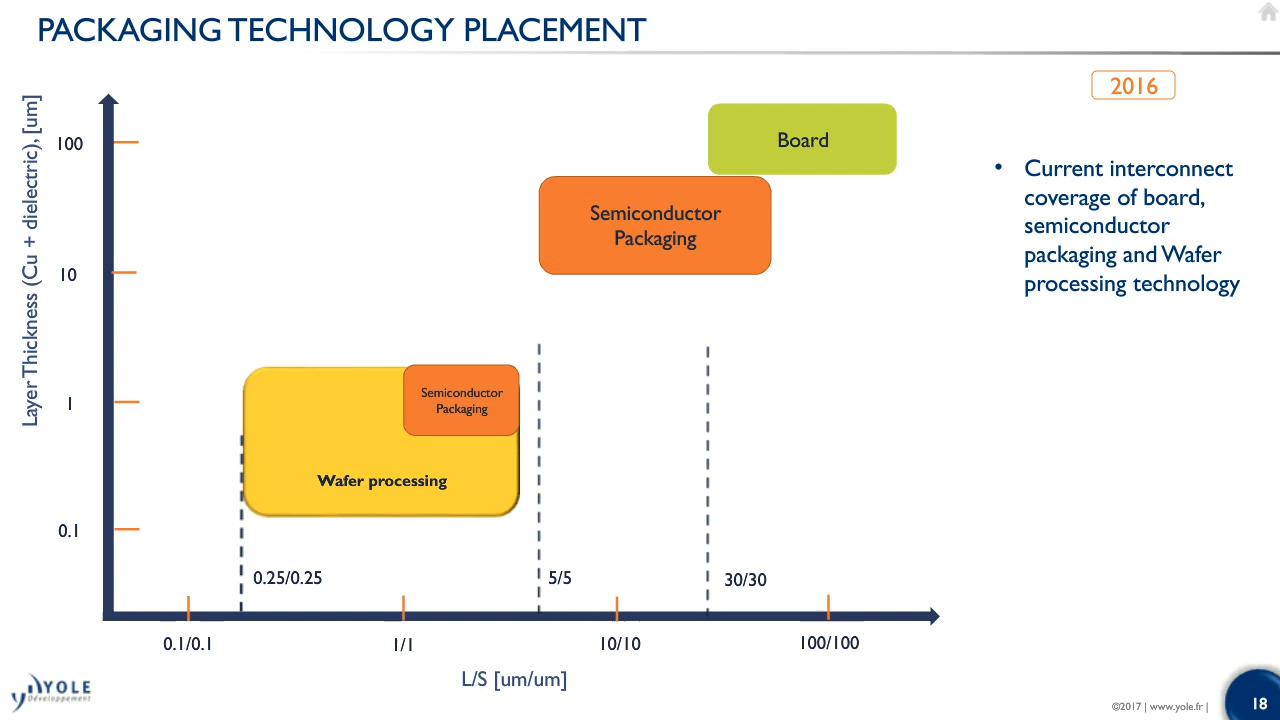 PACKAGING TECHNOLOGY PLACEMENT
2016
Layer Thickness (Cu + dielectric), [um]
100
10
1
0.1
Board
Semiconductor
Packaging
Semiconductor
Packaging
Wafer processing
0.25/0.25
5/5
30/30
0.1/0.1
1/1
10/10
100/100
L/S [um/um]
• Current interconnect
coverage of board,
semiconductor
packaging and Wafer
processing technology
YOLE
Développement
©2017 | www.yole.fr |
18